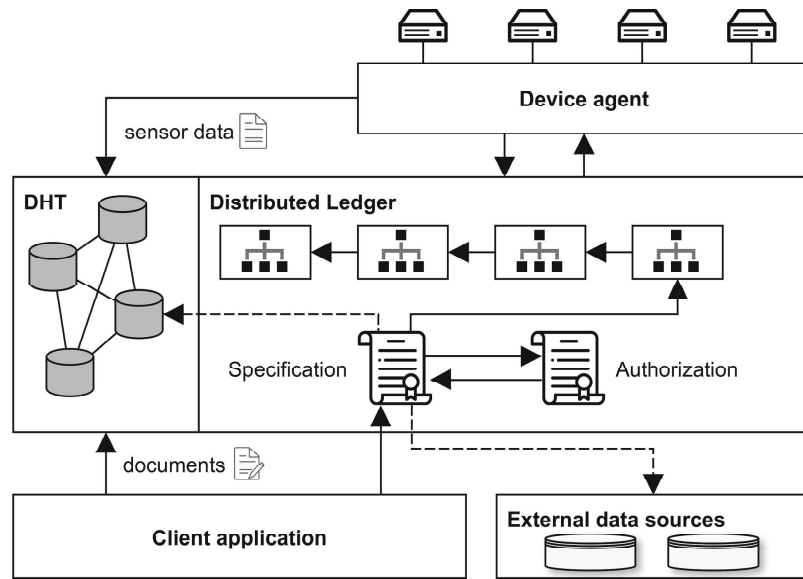 Device agent
sensor data
DHT
Distributed Ledger
Specification
Authorization
documents
Client application
External data sources